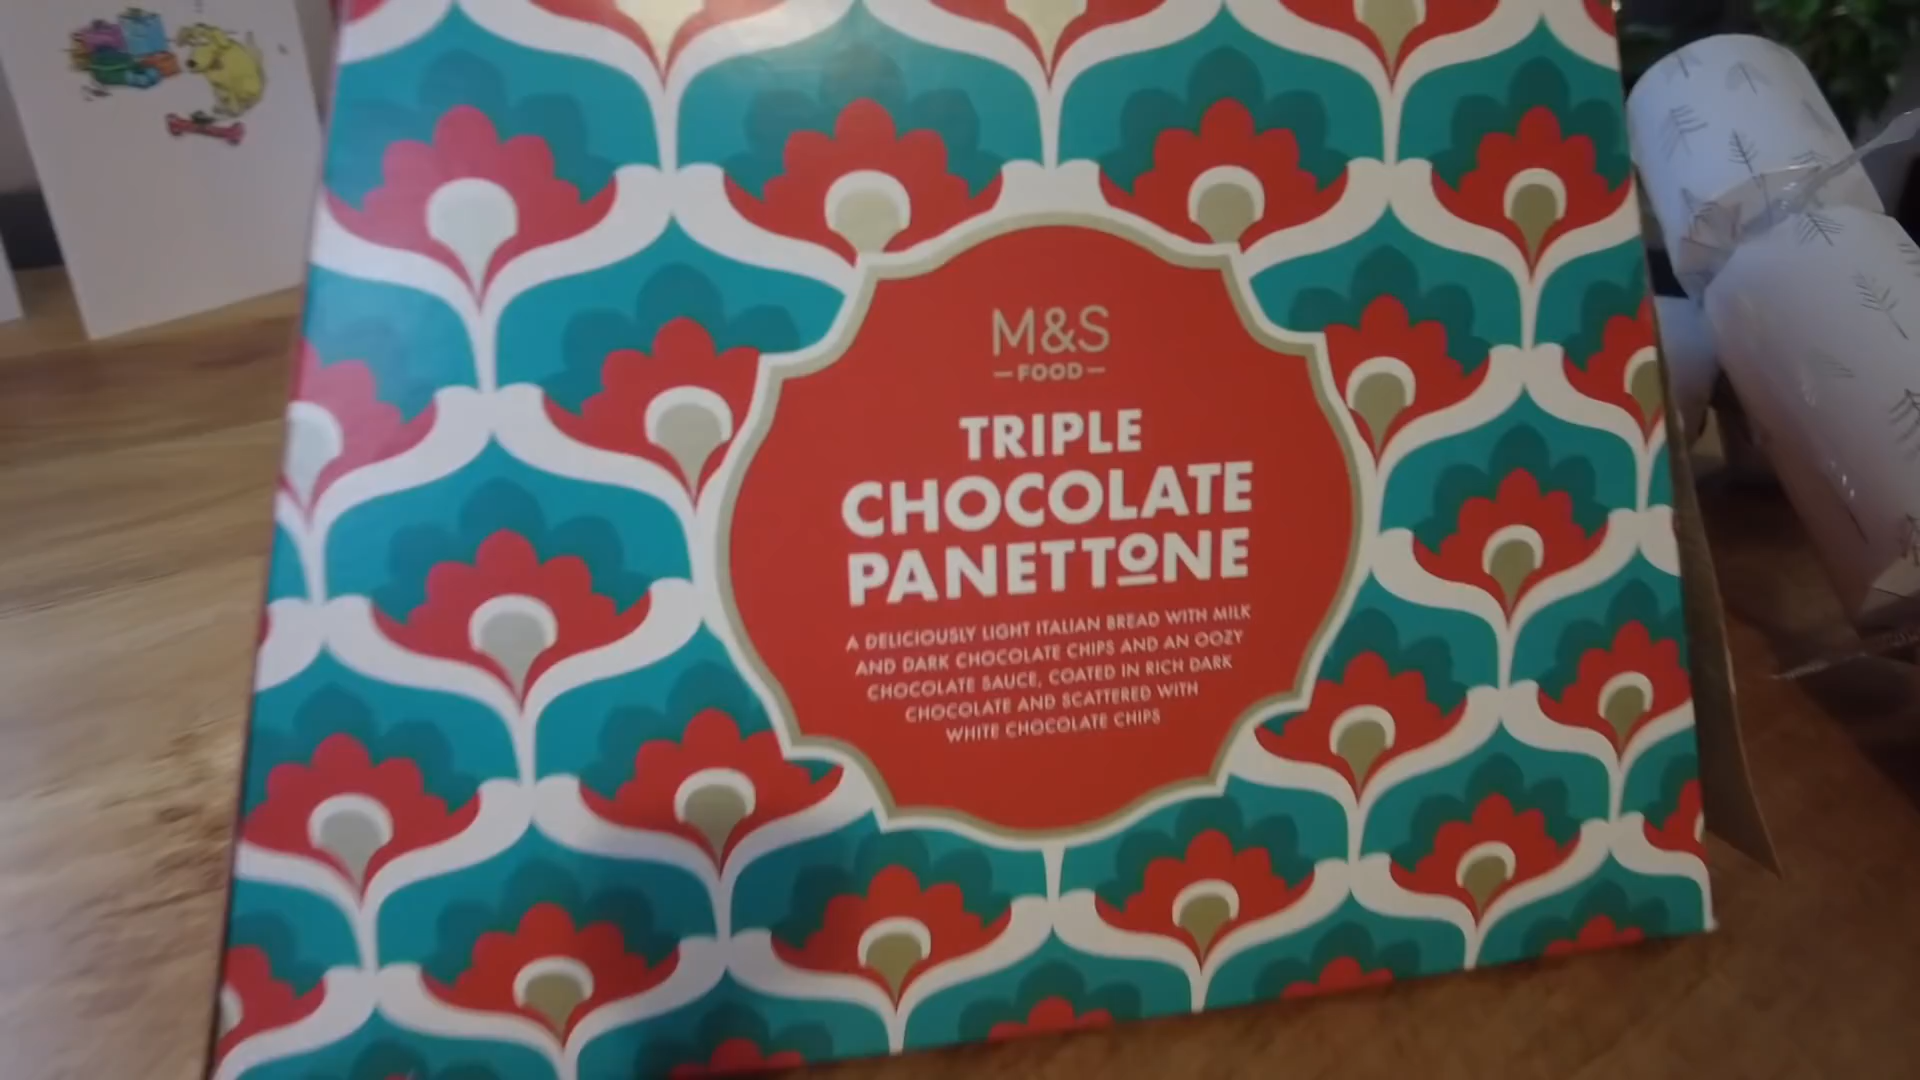 M&S
FOOD
TRIPLE
CHOCOLATE
PANETTONE
A DELICIOUSLY LIGHT ITALIAN BREAD WITH MILK
AND DARK CHOCOLATE CHIPS AND AN OOZY
CHOCOLATE SAUCE, COATED IN RICH DARK
CHOCOLATE AND SCATTERED WITH
WHITE CHOCOLATE CHIPS